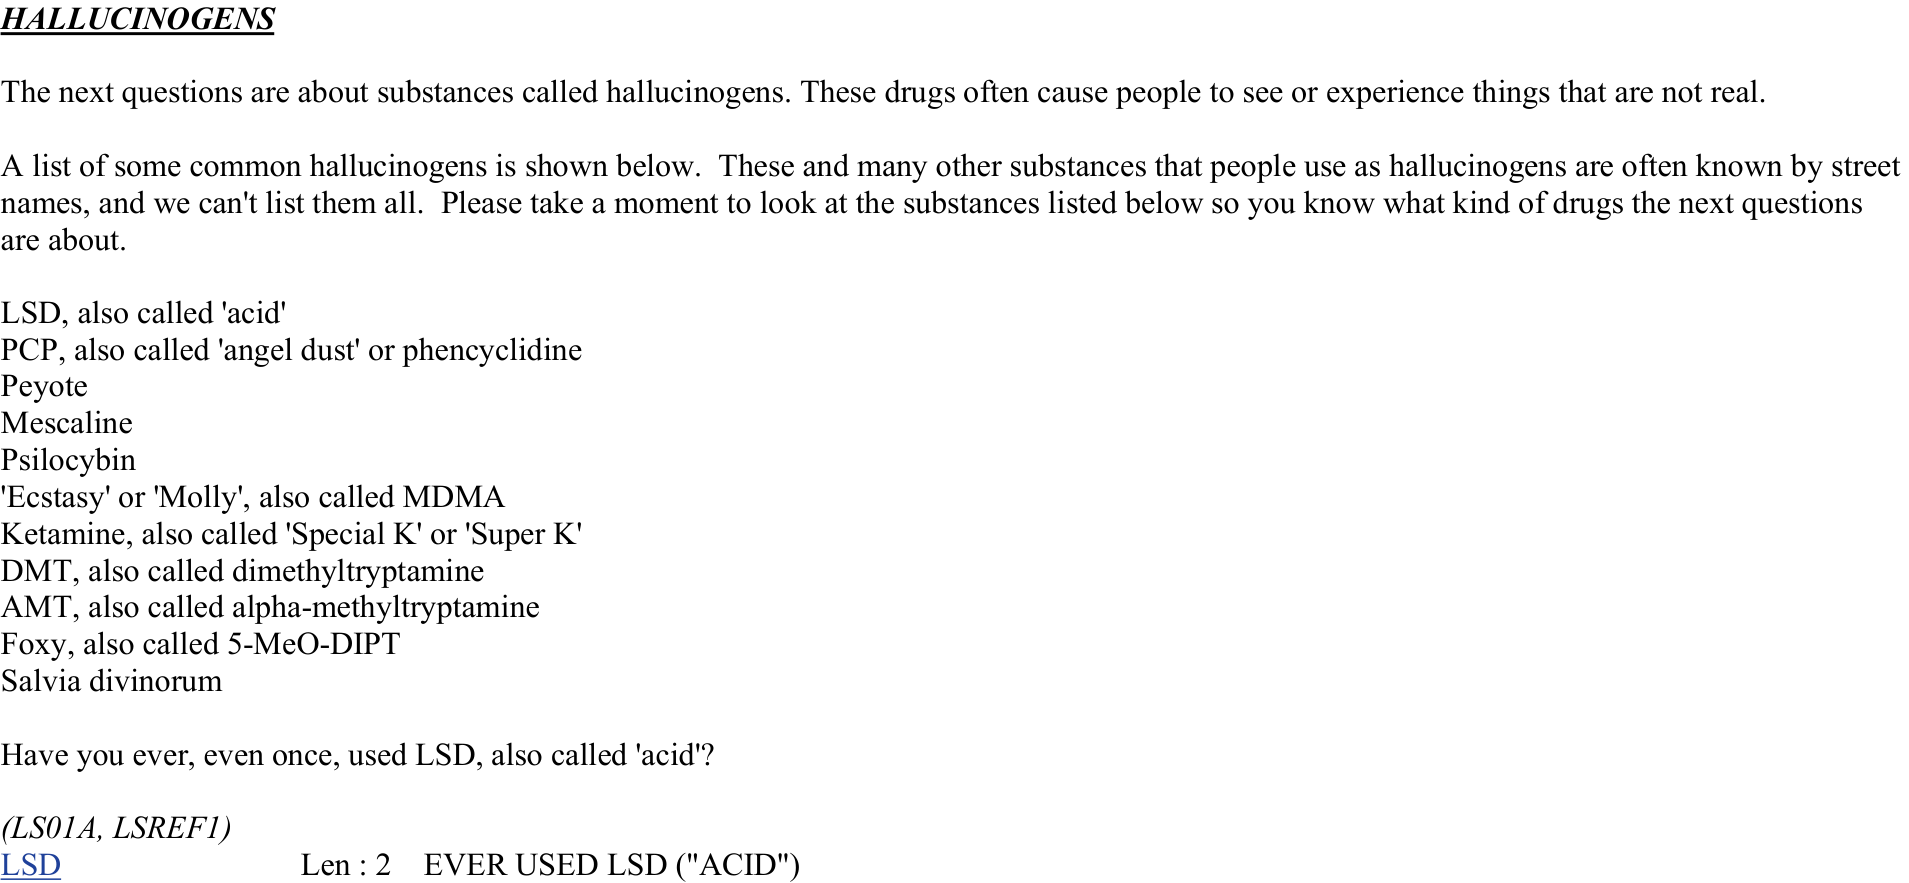 HALLUCINOGENS
The next questions are about substances called hallucinogens. These drugs often cause people to see or experience things that are not real.
A list of some common hallucinogens is shown below.  These and many other substances that people use as hallucinogens are often known by street
names, and we can't list them all.  Please take a moment to look at the substances listed below so you know what kind of drugs the next questions
are about.
LSD, also called 'acid'
PCP, also called 'angel dust' or phencyclidine
Peyote
Mescaline
Psilocybin
'Ecstasy' or 'Molly', also called MDMA
Ketamine, also called 'Special K' or 'Super K'
DMT, also called dimethyltryptamine
AMT, also called alpha-methyltryptamine
Foxy, also called 5-MeO-DIPT
Salvia divinorum
Have you ever, even once, used LSD, also called 'acid'?
(LS01A, LSREF1)
LSD Len : 2 EVER USED LSD ("ACID")